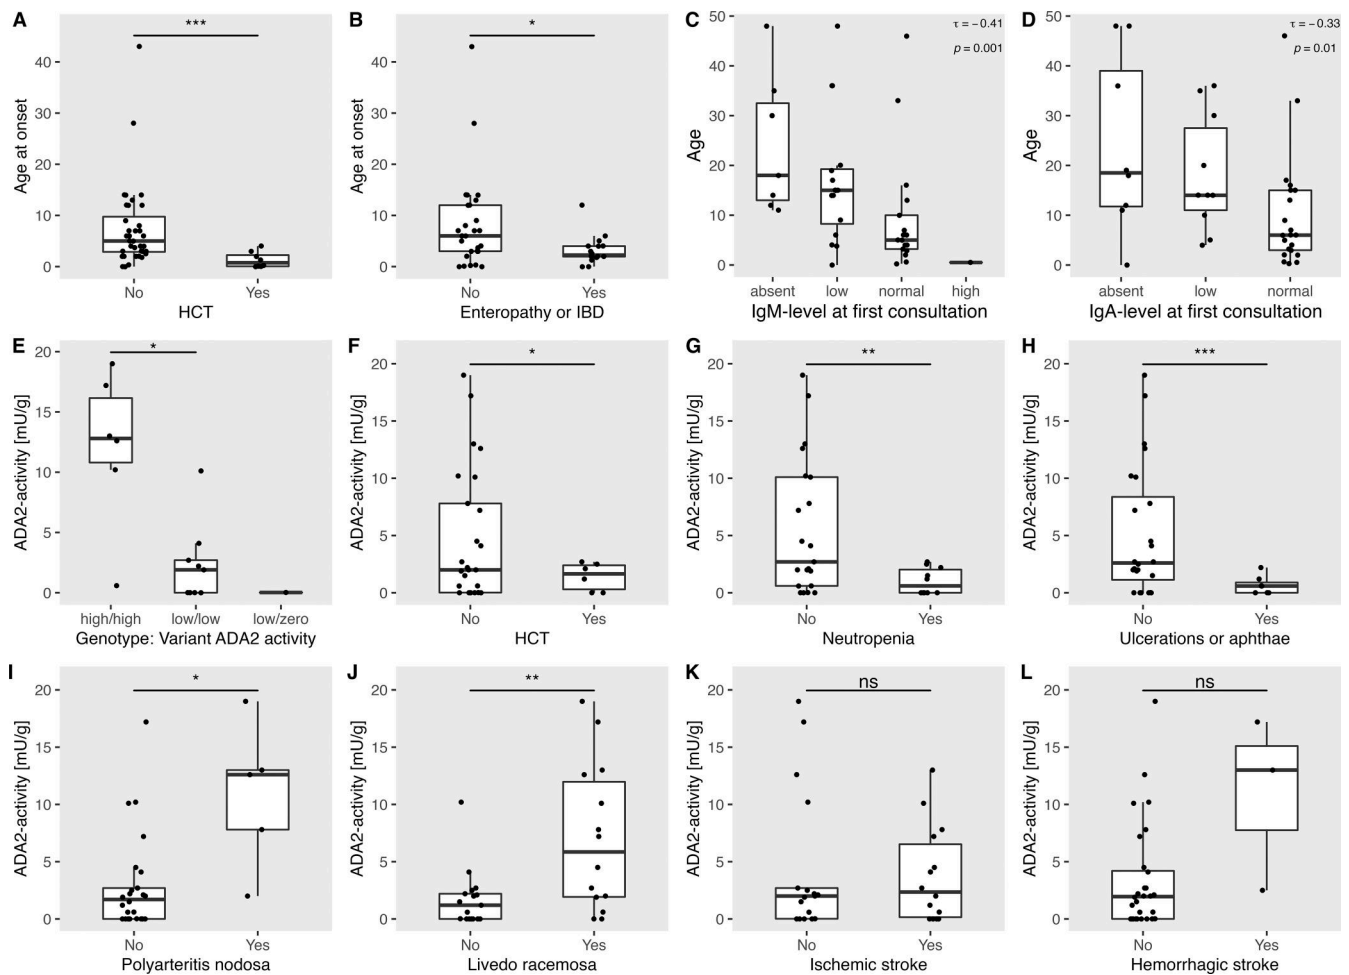 A
***
Age at onset
40
30
20
10
0
No
Yes
HCT
B
*
Age at onset
40
30
20
10
0
No
Yes
Enteropathy or IBD
C
τ = −0.41
p = 0.001
Age
50
40
30
20
10
0
absent
low
normal
high
IgM-level at first consultation
D
τ = −0.33
p = 0.01
Age
50
40
30
20
10
0
absent
low
normal
IgA-level at first consultation
E
*
ADA2-activity [mU/g]
20
15
10
5
0
high/high
low/low
low/zero
Genotype: Variant ADA2 activity
F
*
ADA2-activity [mU/g]
20
15
10
5
0
No
Yes
HCT
G
**
ADA2-activity [mU/g]
20
15
10
5
0
No
Yes
Neutropenia
H
***
ADA2-activity [mU/g]
20
15
10
5
0
No
Yes
Ulcerations or aphthae
I
*
ADA2-activity [mU/g]
20
15
10
5
0
No
Yes
Polyarteritis nodosa
J
**
ADA2-activity [mU/g]
20
15
10
5
0
No
Yes
Livedo racemosa
K
ns
ADA2-activity [mU/g]
20
15
10
5
0
No
Yes
Ischemic stroke
L
ns
ADA2-activity [mU/g]
20
15
10
5
0
No
Yes
Hemorrhagic stroke